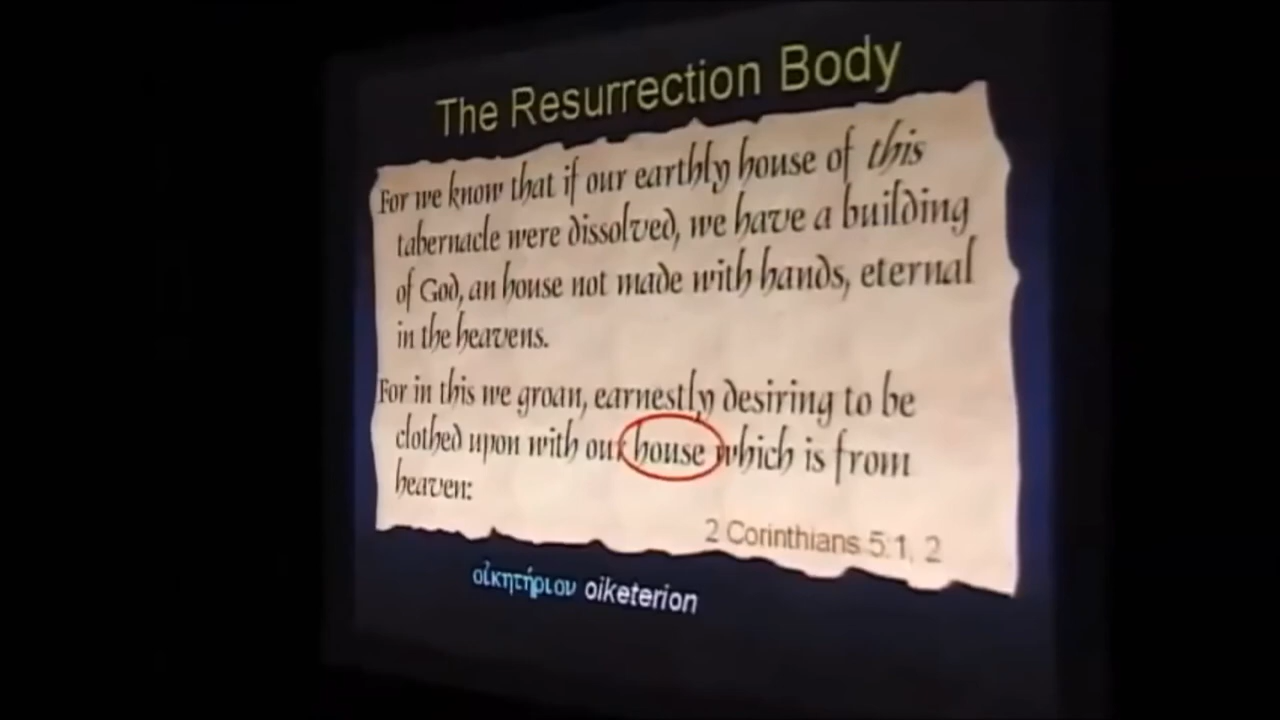 The Resurrection Body
For we know that if our earthly house of this
tabernacle were dissolved, we have a building
of God, an house not made with hands, eternal
in the heavens.
For in this we groan, earnestly desiring to be
clothed upon with our house which is from
heaven:
2 Corinthians 5:1, 2
οἰκητήριον oiketerion